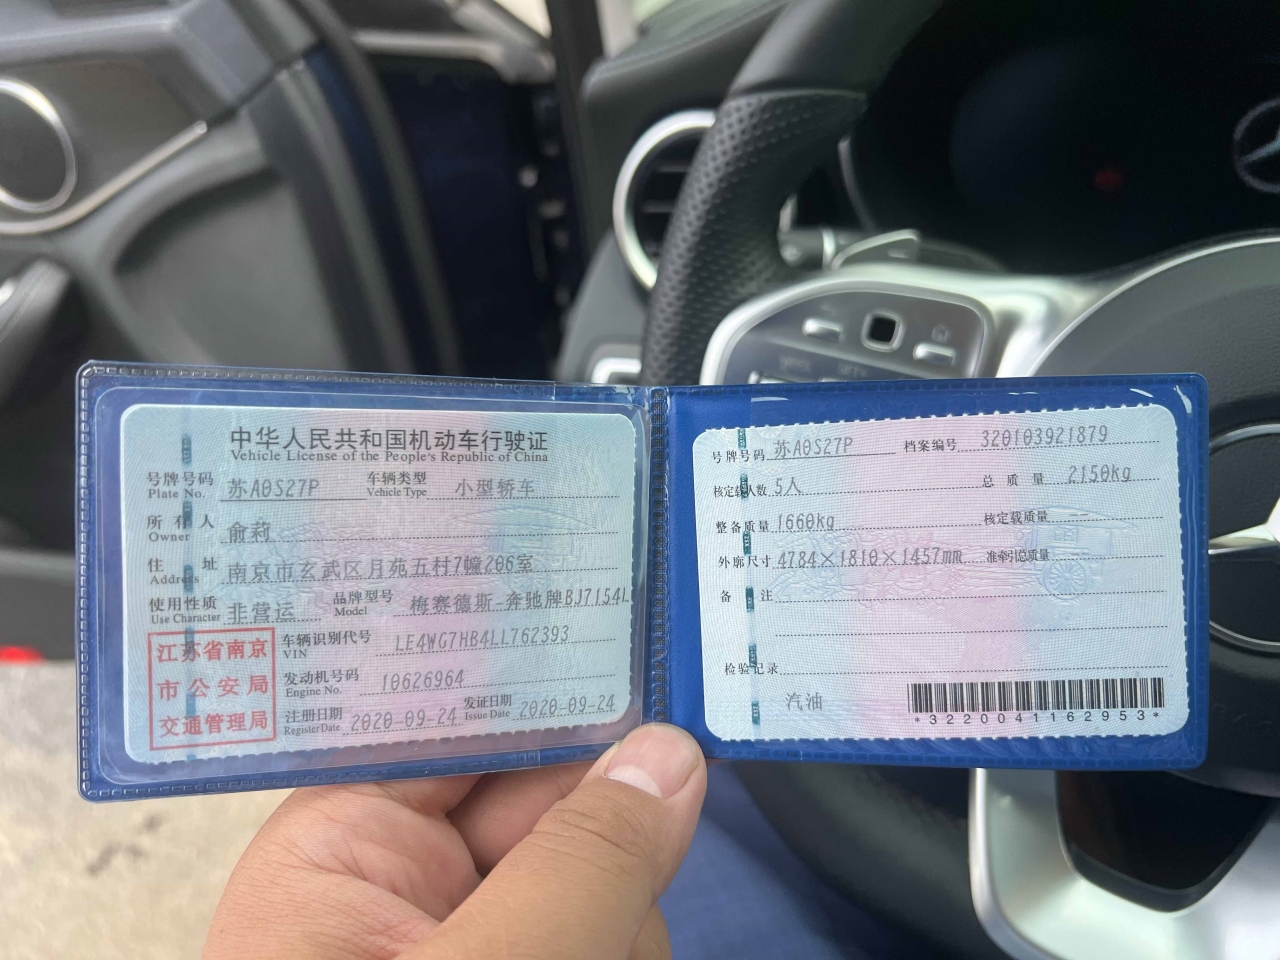 中华人民共和国机动车行驶证
Vehicle License of the People's Republic of China
号牌号码 苏A0S27P 车辆类型 小型轿车
Plate No. Vehicle Type
所有人 俞莉
Owner
住址 南京市玄武区月苑五村7幢206室
Address
使用性质 非营运 品牌型号 梅赛德斯-奔驰牌BJ7154L
Use Character Model
江苏省南京
市公安局
交通管理局
车辆识别代号 LE4WG7HB4LL762393
VIN
发动机号码 10626964
Engine No.
注册日期 2020-09-24 发证日期 2020-09-24
Register Date Issue Date
号牌号码 苏A0S27P 档案编号 320103921879
核定载人数 5人 总质量 2150kg
整备质量 1660kg 核定载质量 --
外廓尺寸 4784×1810×1457mm 准牵引总质量
备注
检验记录
汽油
*3220041162953*